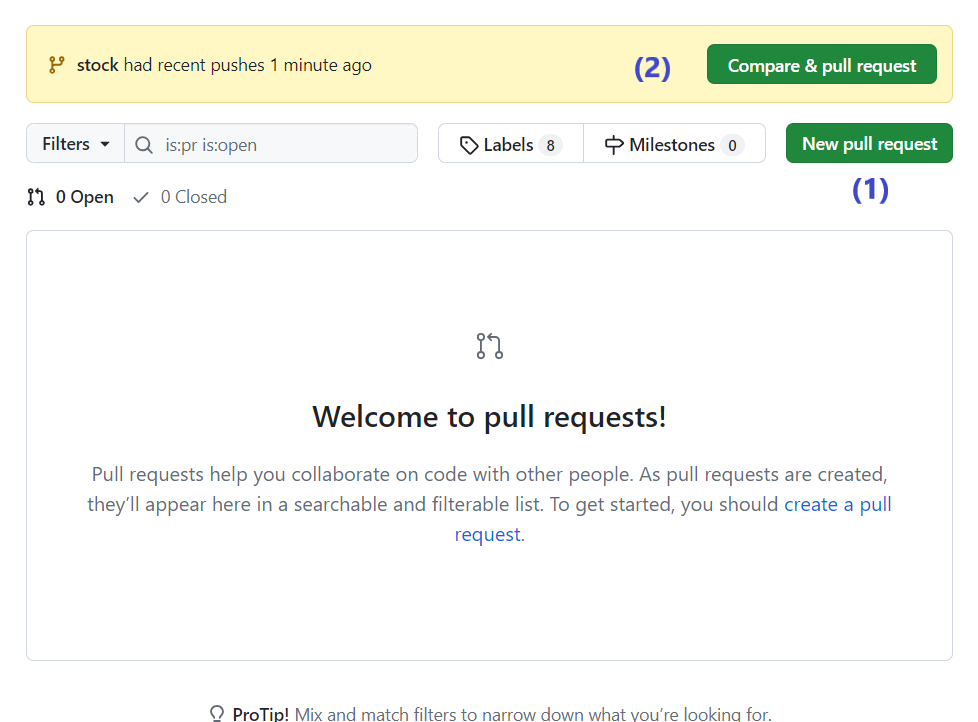 stock had recent pushes 1 minute ago (2) Compare & pull request
Filters is:pr is:open Labels 8 Milestones 0 New pull request
0 Open 0 Closed (1)
Welcome to pull requests!
Pull requests help you collaborate on code with other people. As pull requests are created,
they’ll appear here in a searchable and filterable list. To get started, you should create a pull
request.
ProTip! Mix and match filters to narrow down what you’re looking for.